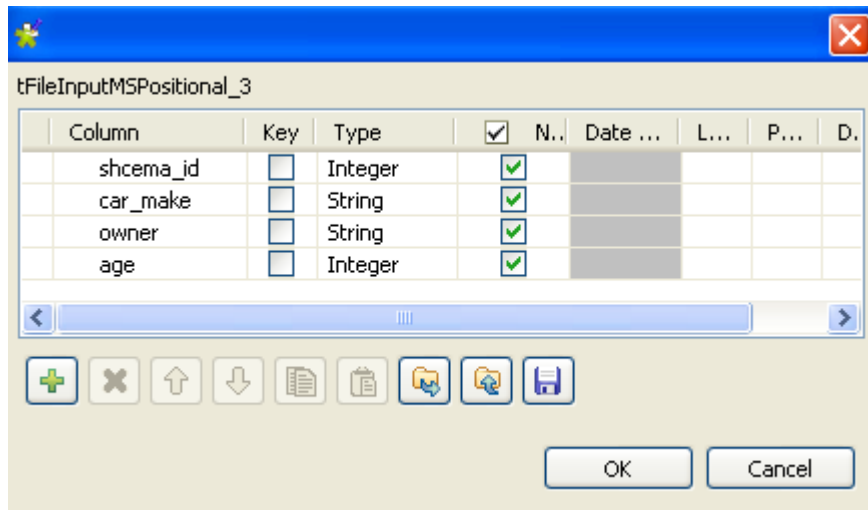 tFileInputMSPositional_3
Column Key Type N.. Date ... L... P... D.
shcema_id Integer
car_make String
owner String
age Integer
OK Cancel